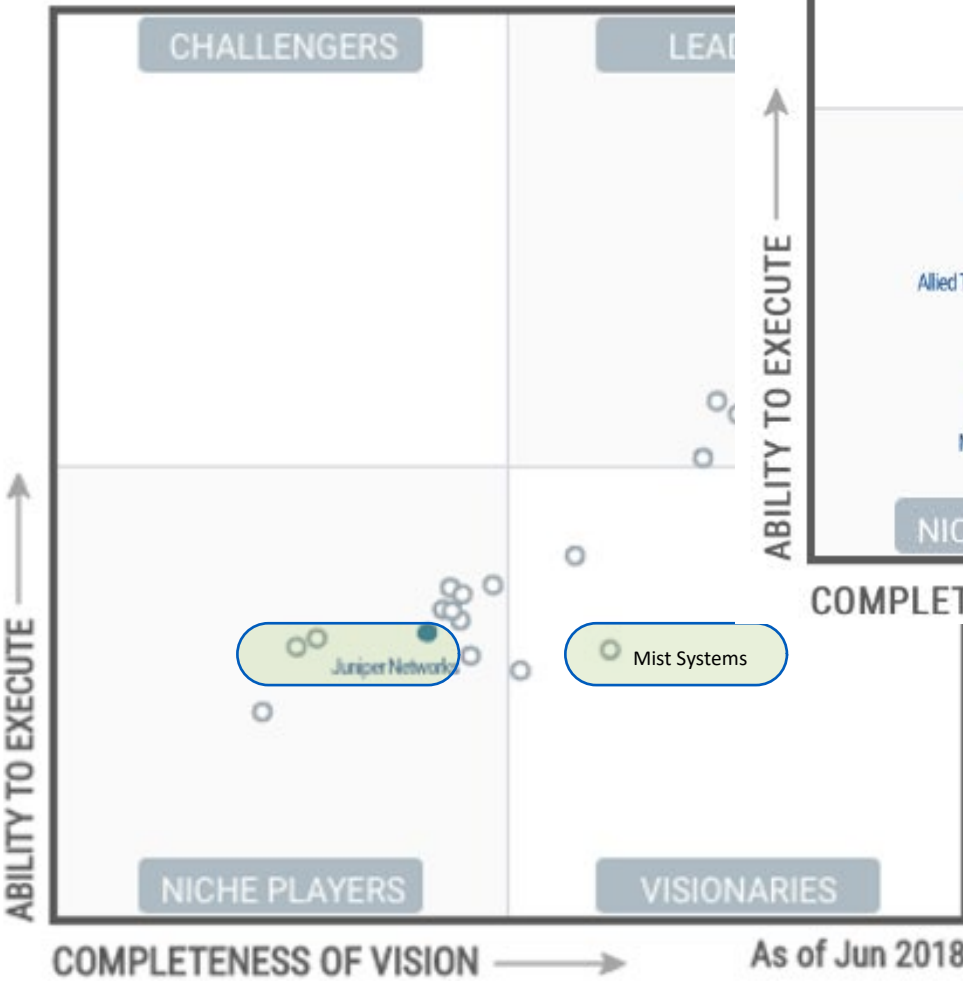 CHALLENGERS
LEAD
ABILITY TO EXECUTE
Allied T
NIC
COMPLET
Juniper Networks
Mist Systems
ABILITY TO EXECUTE
NICHE PLAYERS
VISIONARIES
COMPLETENESS OF VISION
As of Jun 2018